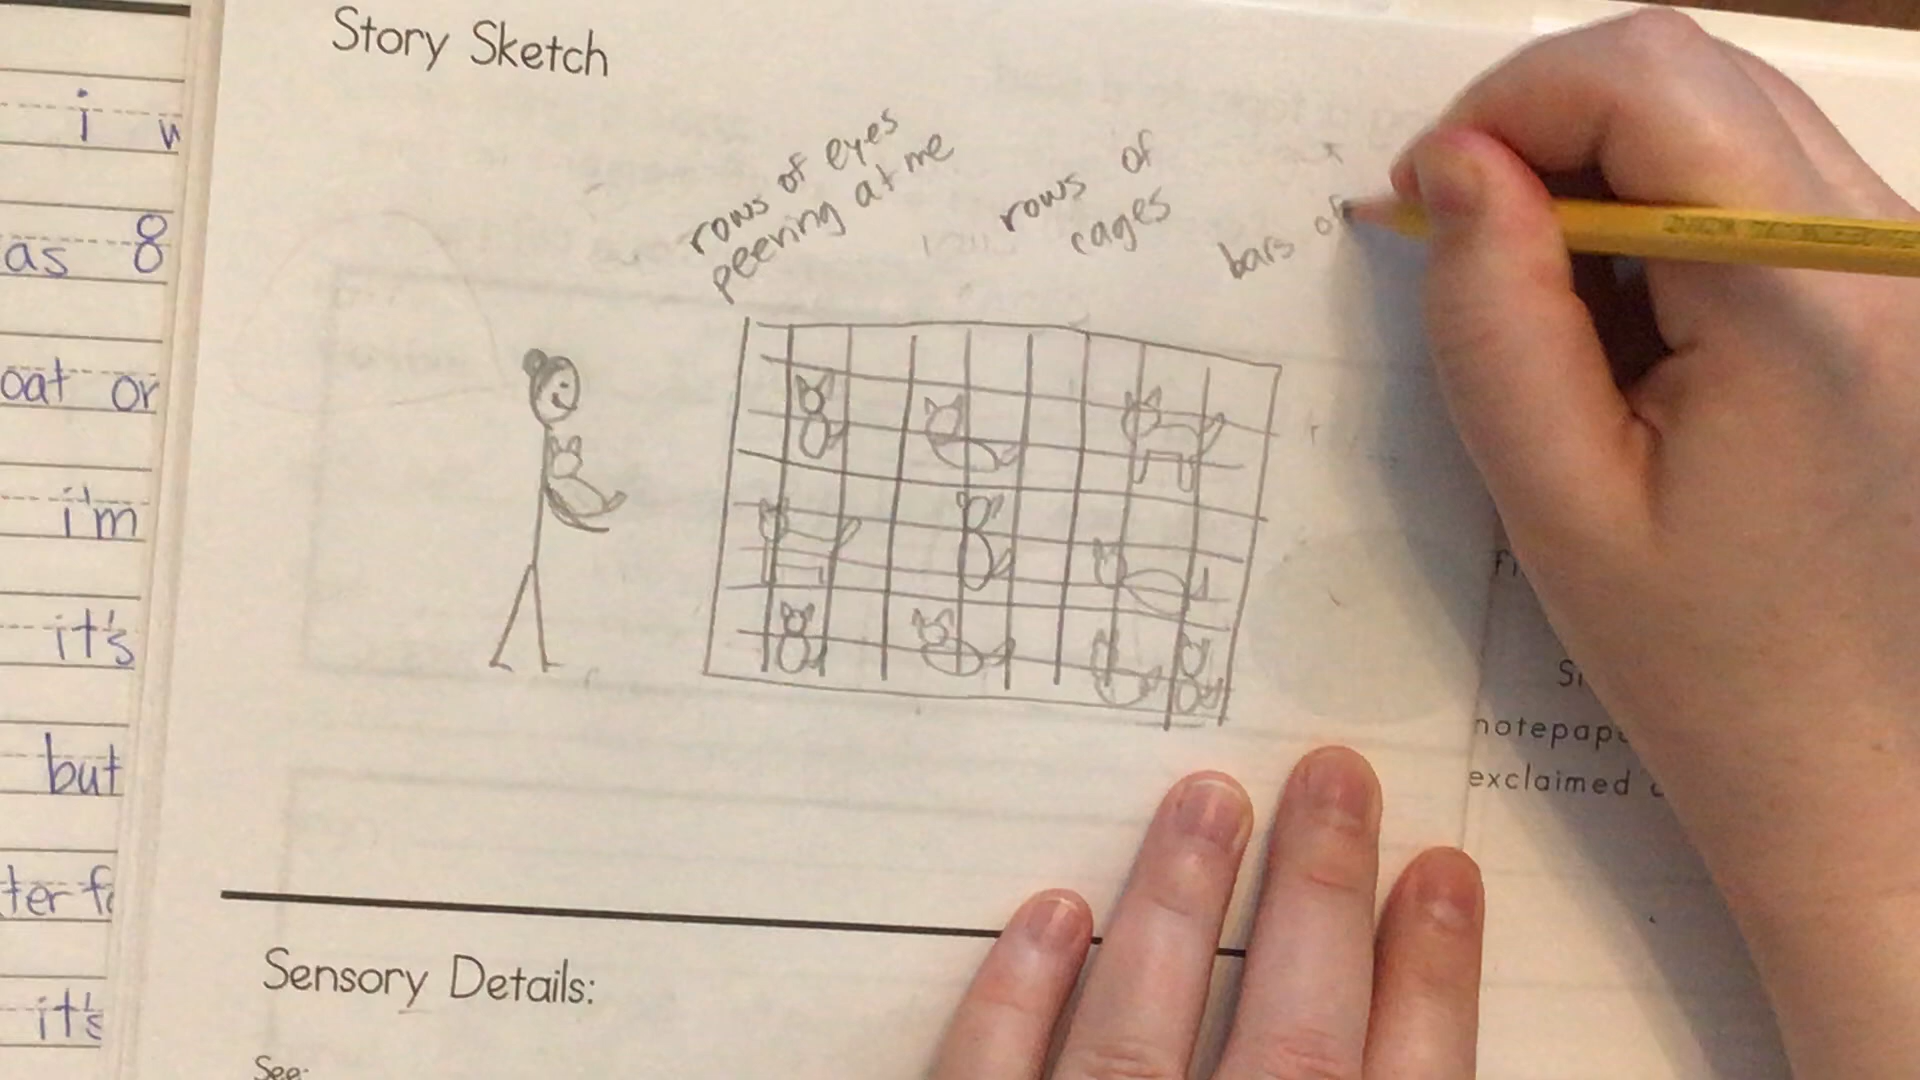 Story Sketch
rows of eyes
peering at me
rows of
cages
bars of
Sensory Details:
See:
i w
as 8
oat or
i'm
it's
but
ter f
it's
notepap
exclaimed